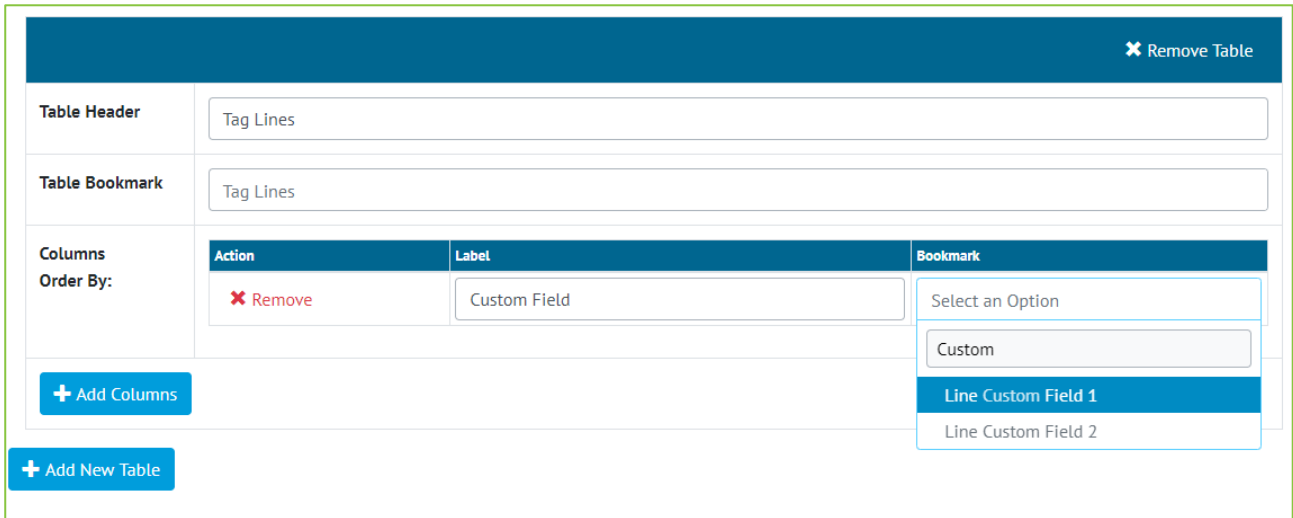 ✖ Remove Table
Table Header
Tag Lines
Table Bookmark
Tag Lines
Columns
Order By:
Action Label Bookmark
✖ Remove Custom Field Select an Option
Custom
Line Custom Field 1
Line Custom Field 2
✚ Add Columns
✚ Add New Table